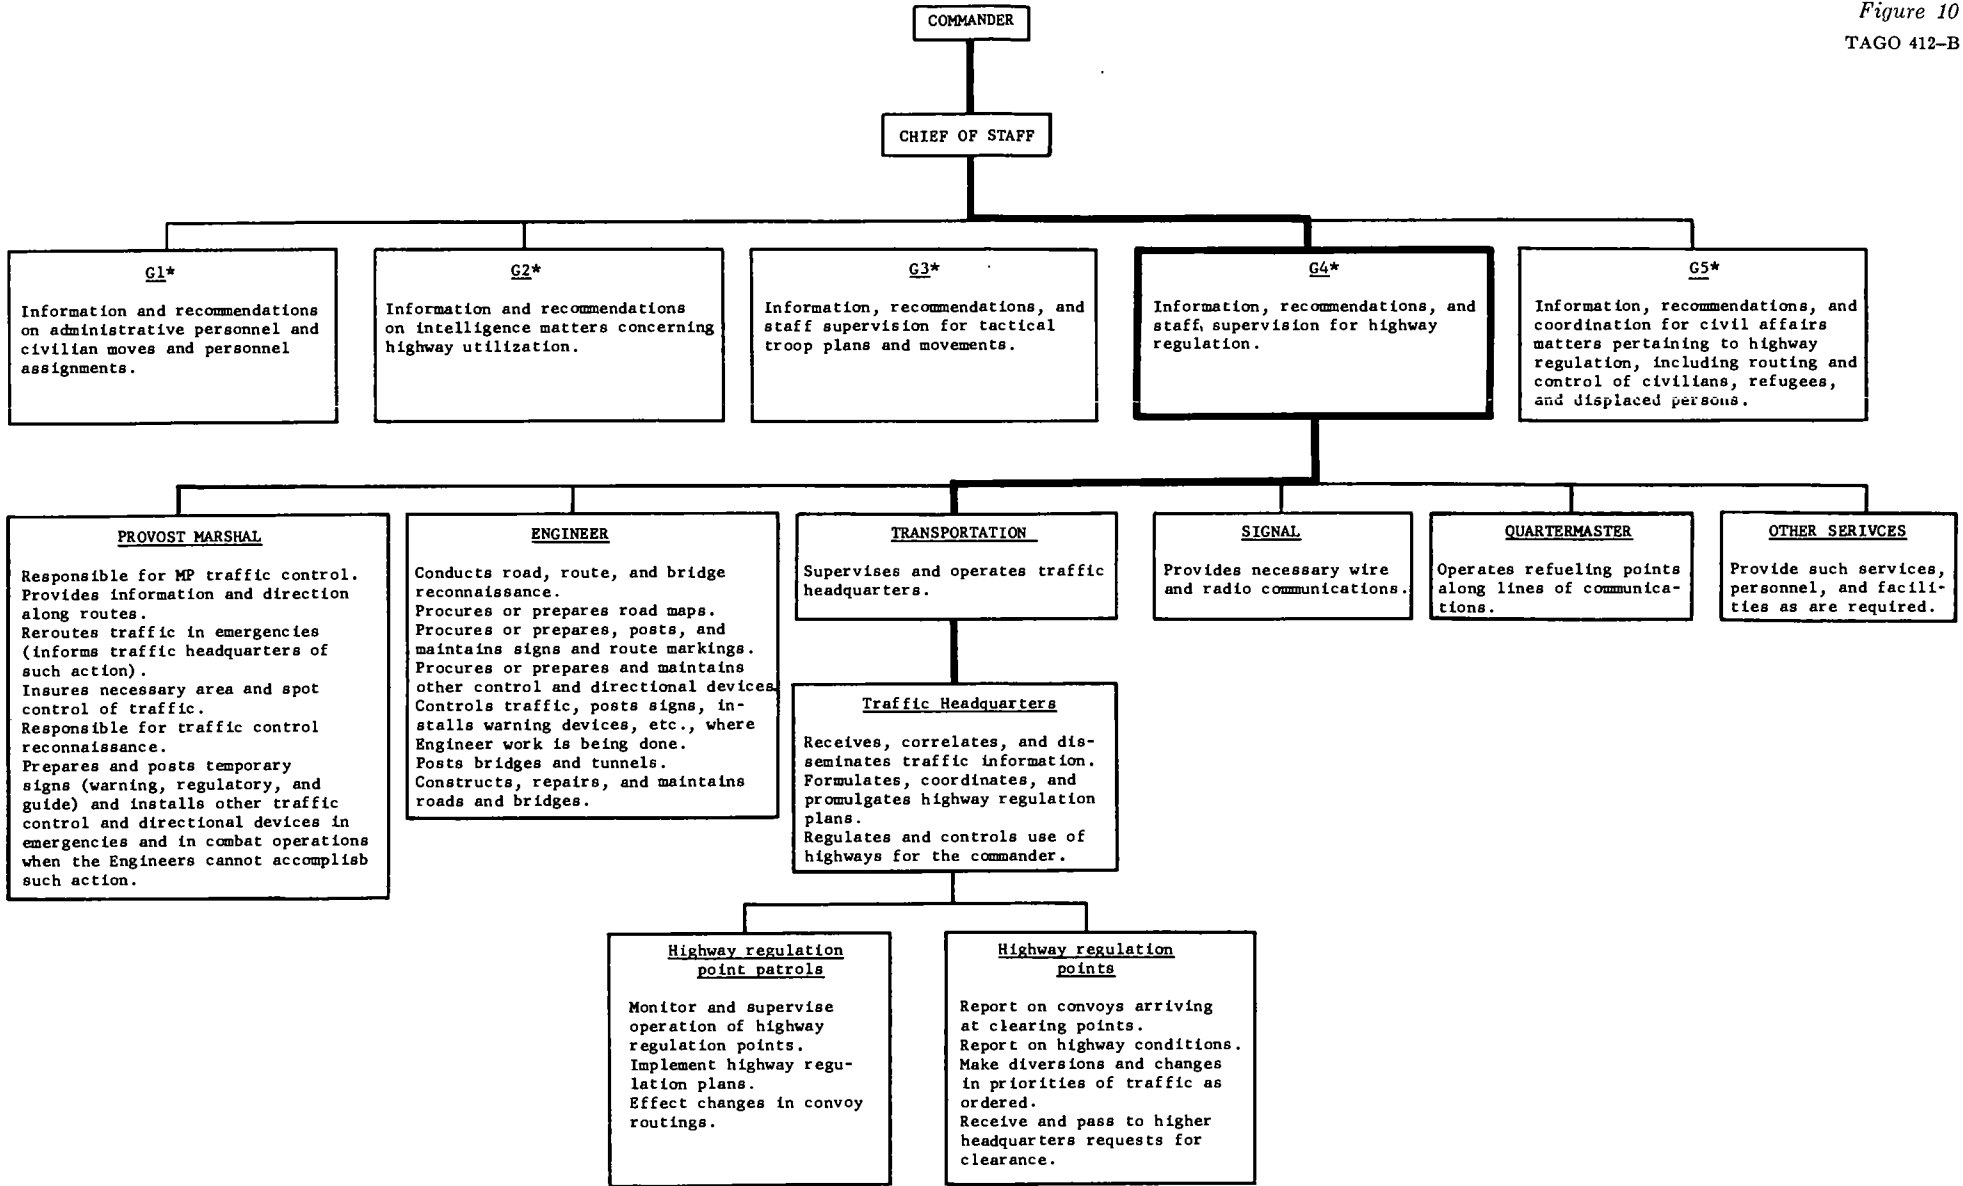 Figure 10
TAGO 412–B
COMMANDER
CHIEF OF STAFF
G1*
Information and recommendations
on administrative personnel and
civilian moves and personnel
assignments.
G2*
Information and recommendations
on intelligence matters concerning
highway utilization.
G3*
Information, recommendations, and
staff supervision for tactical
troop plans and movements.
G4*
Information, recommendations, and
staff, supervision for highway
regulation.
G5*
Information, recommendations, and
coordination for civil affairs
matters pertaining to highway
regulation, including routing and
control of civilians, refugees,
and displaced persons.
PROVOST MARSHAL
Responsible for MP traffic control.
Provides information and direction
along routes.
Reroutes traffic in emergencies
(informs traffic headquarters of
such action).
Insures necessary area and spot
control of traffic.
Responsible for traffic control
reconnaissance.
Prepares and posts temporary
signs (warning, regulatory, and
guide) and installs other traffic
control and directional devices in
emergencies and in combat operations
when the Engineers cannot accomplish
such action.
ENGINEER
Conducts road, route, and bridge
reconnaissance.
Procures or prepares road maps.
Procures or prepares, posts, and
maintains signs and route markings.
Procures or prepares and maintains
other control and directional devices.
Controls traffic, posts signs, in-
stalls warning devices, etc., where
Engineer work is being done.
Posts bridges and tunnels.
Constructs, repairs, and maintains
roads and bridges.
TRANSPORTATION
Supervises and operates traffic
headquarters.
SIGNAL
Provides necessary wire
and radio communications.
QUARTERMASTER
Operates refueling points
along lines of communica-
tions.
OTHER SERIVCES
Provide such services,
personnel, and facili-
ties as are required.
Traffic Headquarters
Receives, correlates, and dis-
seminates traffic information.
Formulates, coordinates, and
promulgates highway regulation
plans.
Regulates and controls use of
highways for the commander.
Highway regulation
point patrols
Monitor and supervise
operation of highway
regulation points.
Implement highway regu-
lation plans.
Effect changes in convoy
routings.
Highway regulation
points
Report on convoys arriving
at clearing points.
Report on highway conditions.
Make diversions and changes
in priorities of traffic as
ordered.
Receive and pass to higher
headquarters requests for
clearance.